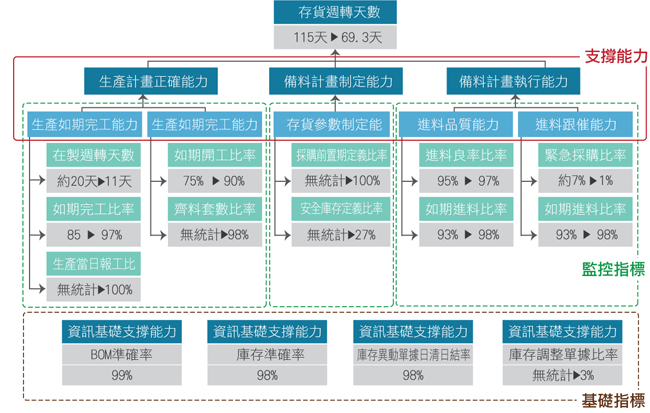 存貨週轉天數
115天▶69.3天
支撐能力
生產計畫正確能力
備料計畫制定能力
備料計畫執行能力
生產如期完工能力
生產如期完工能力
存貨參數制定能
進料品質能力
進料跟催能力
在製週轉天數
約20天▶11天
如期完工比率
85 ▶ 97%
生產當日報工比
無統計▶100%
如期開工比率
75% ▶ 90%
齊料套數比率
無統計▶98%
採購前置期定義比率
無統計▶100%
安全庫存定義比率
無統計▶27%
進料良率比率
95% ▶ 97%
如期進料比率
93% ▶ 98%
緊急採購比率
約7%▶1%
如期進料比率
93% ▶ 98%
監控指標
資訊基礎支撐能力
BOM準確率
99%
資訊基礎支撐能力
庫存準確率
98%
資訊基礎支撐能力
庫存異動單據日清日結率
98%
資訊基礎支撐能力
庫存調整單據比率
無統計▶3%
基礎指標